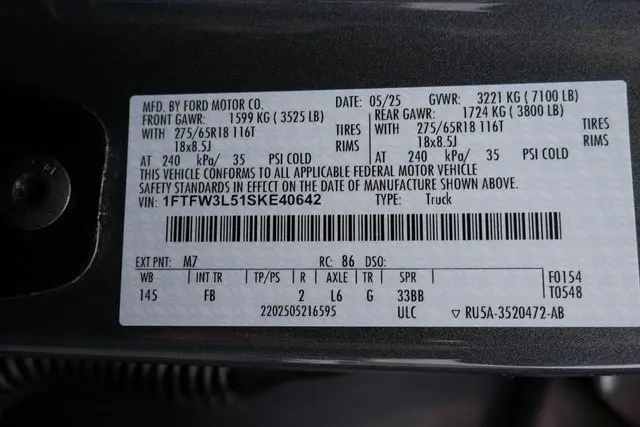 MFD. BY FORD MOTOR CO. DATE: 05/25 GVWR: 3221 KG ( 7100 LB)
FRONT GAWR: 1599 KG ( 3525 LB) REAR GAWR: 1724 KG ( 3800 LB)
WITH 275/65R18 116T TIRES WITH 275/65R18 116T TIRES
18x8.5J RIMS 18x8.5J RIMS
AT 240 kPa/ 35 PSI COLD AT 240 kPa/ 35 PSI COLD
THIS VEHICLE CONFORMS TO ALL APPLICABLE FEDERAL MOTOR VEHICLE
SAFETY STANDARDS IN EFFECT ON THE DATE OF MANUFACTURE SHOWN ABOVE.
VIN: 1FTFW3L51SKE40642 TYPE: Truck
EXT PNT: M7 RC: 86 DSO:
WB INT TR TP/PS R AXLE TR SPR F0154
145 FB 2 L6 G 33BB T0548
2202505216595 ULC ▽ RU5A-3520472-AB